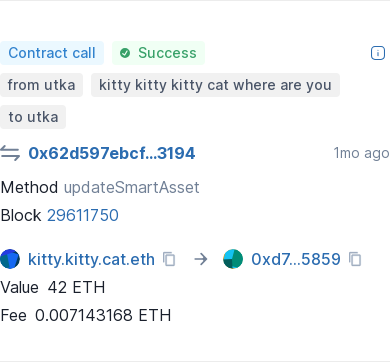 Contract call Success
from utka kitty kitty kitty cat where are you
to utka
0x62d597ebcf...3194 1mo ago
Method updateSmartAsset
Block 29611750
kitty.kitty.cat.eth → 0xd7...5859
Value 42 ETH
Fee 0.007143168 ETH